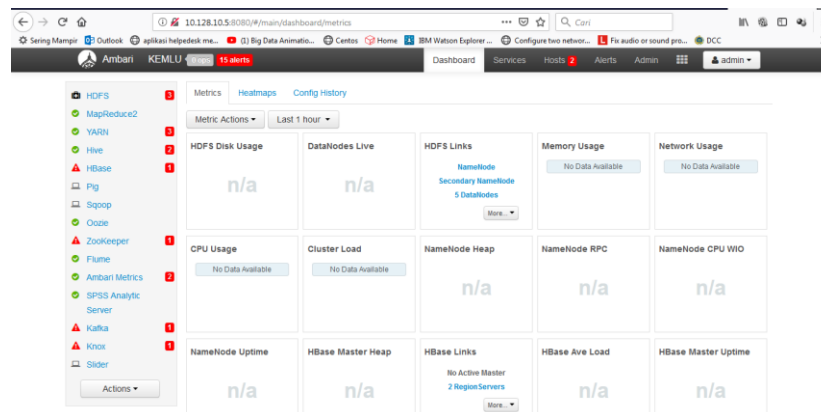 10.128.10.5:8080/#/main/dashboard/metrics
Cari
Sering Mampir Outlook aplikasi helpedesk me... (1) Big Data Animatio... Centos Home IBM Watson Explorer ... Configure two networ... Fix audio or sound pro... DCC
Ambari KEMLU 0 ops 15 alerts Dashboard Services Hosts 2 Alerts Admin admin
HDFS 3
MapReduce2
YARN 3
Hive 2
HBase 1
Pig
Sqoop
Oozie
ZooKeeper 1
Flume
Ambari Metrics 2
SPSS Analytic
Server
Kafka 1
Knox 1
Slider
Actions
Metrics Heatmaps Config History
Metric Actions Last 1 hour
HDFS Disk Usage
n/a
DataNodes Live
n/a
HDFS Links
NameNode
Secondary NameNode
5 DataNodes
More...
Memory Usage
No Data Available
Network Usage
No Data Available
CPU Usage
No Data Available
Cluster Load
No Data Available
NameNode Heap
n/a
NameNode RPC
n/a
NameNode CPU WIO
n/a
NameNode Uptime
n/a
HBase Master Heap
n/a
HBase Links
No Active Master
2 RegionServers
More...
HBase Ave Load
n/a
HBase Master Uptime
n/a